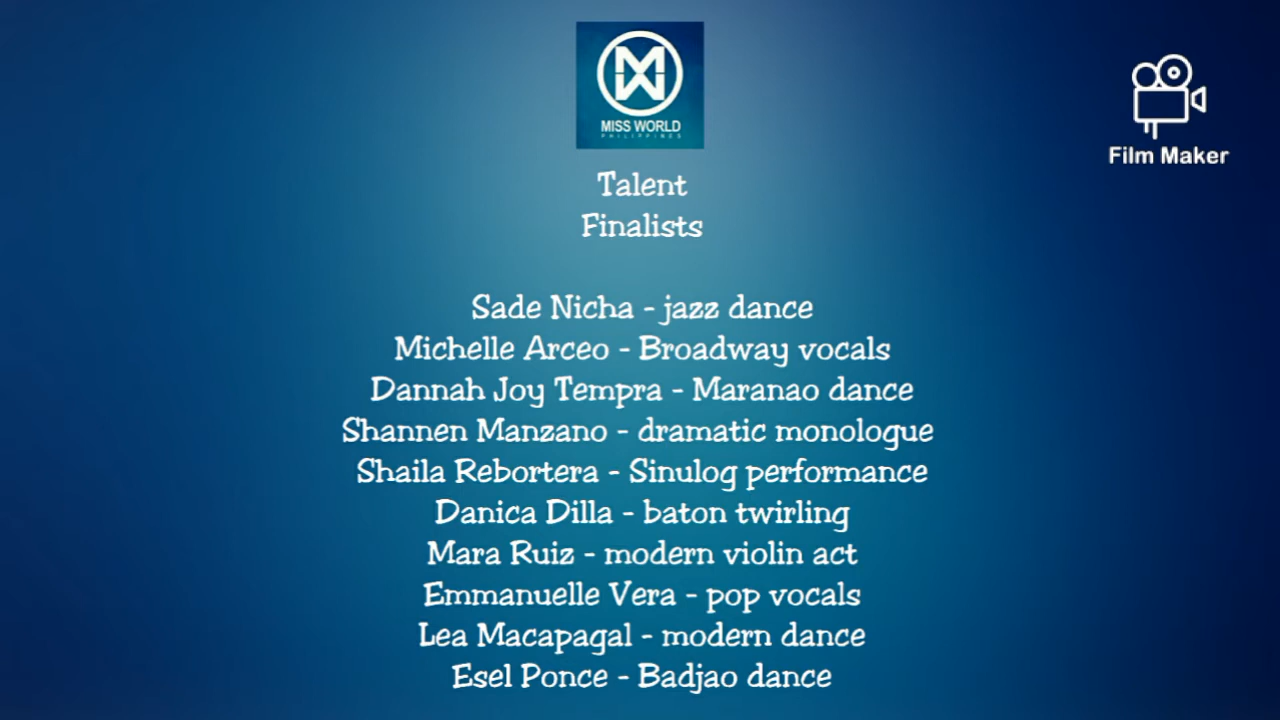 MISS WORLD
PHILIPPINES
Film Maker
Talent
Finalists
Sade Nicha - jazz dance
Michelle Arceo - Broadway vocals
Dannah Joy Tempra - Maranao dance
Shannen Manzano - dramatic monologue
Shaila Rebortera - Sinulog performance
Danica Dilla - baton twirling
Mara Ruiz - modern violin act
Emmanuelle Vera - pop vocals
Lea Macapagal - modern dance
Esel Ponce - Badjao dance